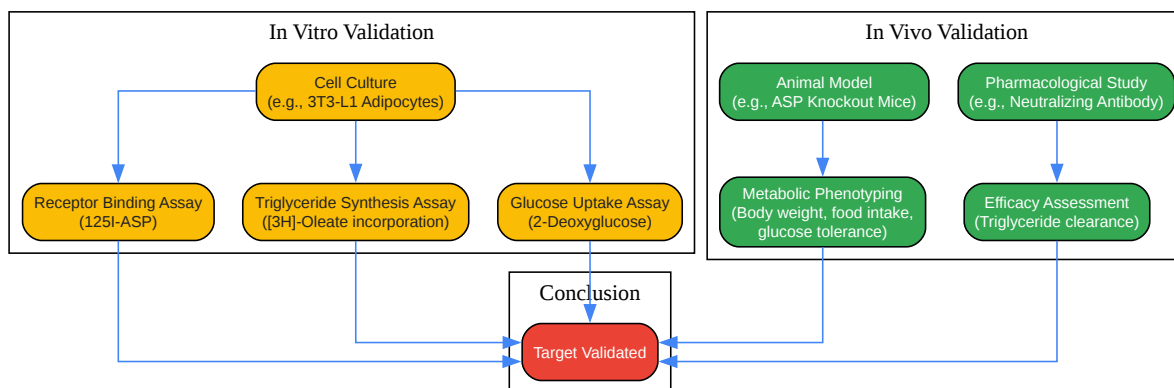 In Vitro Validation
Cell Culture
(e.g., 3T3-L1 Adipocytes)
Receptor Binding Assay
(125I-ASP)
Triglyceride Synthesis Assay
([3H]-Oleate incorporation)
Glucose Uptake Assay
(2-Deoxyglucose)
In Vivo Validation
Animal Model
(e.g., ASP Knockout Mice)
Pharmacological Study
(e.g., Neutralizing Antibody)
Metabolic Phenotyping
(Body weight, food intake,
glucose tolerance)
Efficacy Assessment
(Triglyceride clearance)
Conclusion
Target Validated